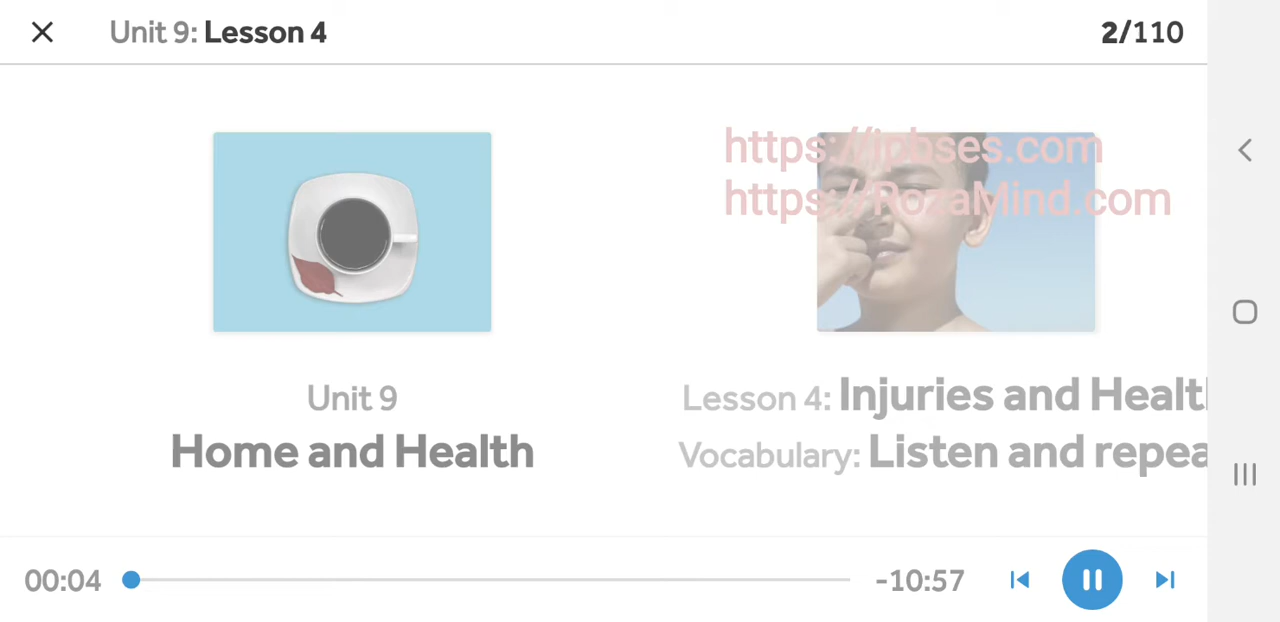 Unit 9: Lesson 4
2/110
https://jpbses.com
https://RozaMind.com
Unit 9
Home and Health
Lesson 4: Injuries and Healt
Vocabulary: Listen and repea
00:04
-10:57